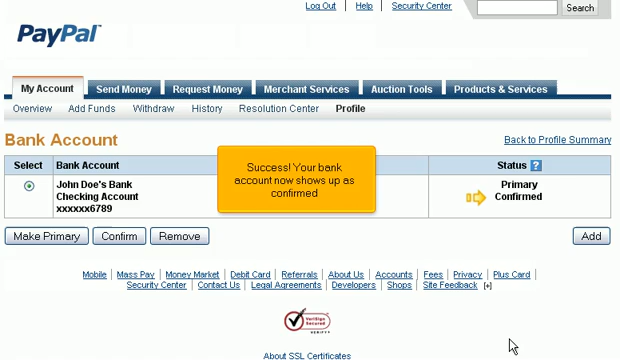 Log Out Help Security Center Search
PayPal™
My Account Send Money Request Money Merchant Services Auction Tools Products & Services
Overview Add Funds Withdraw History Resolution Center Profile
Bank Account
Back to Profile Summary
Select Bank Account Status ?
John Doe's Bank
Checking Account
xxxxxx6789
Success! Your bank
account now shows up as
confirmed
Primary
Confirmed
Make Primary Confirm Remove Add
Mobile Mass Pay Money Market Debit Card Referrals About Us Accounts Fees Privacy Plus Card
Security Center Contact Us Legal Agreements Developers Shops Site Feedback [+]
VeriSign
Secured
VERIFY
About SSL Certificates